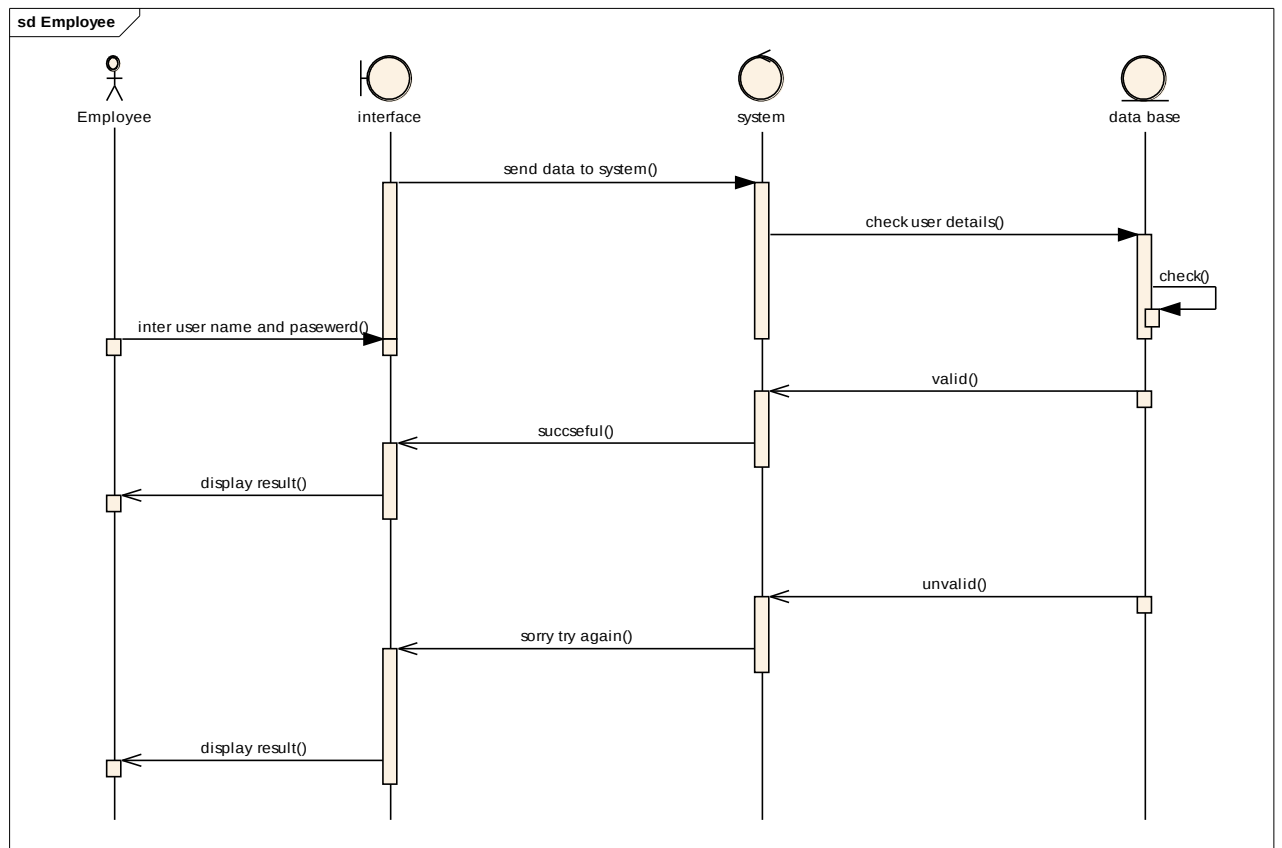 sd Employee
Employee
interface
system
data base
send data to system()
check user details()
check()
inter user name and pasewerd()
valid()
succseful()
display result()
unvalid()
sorry try again()
display result()